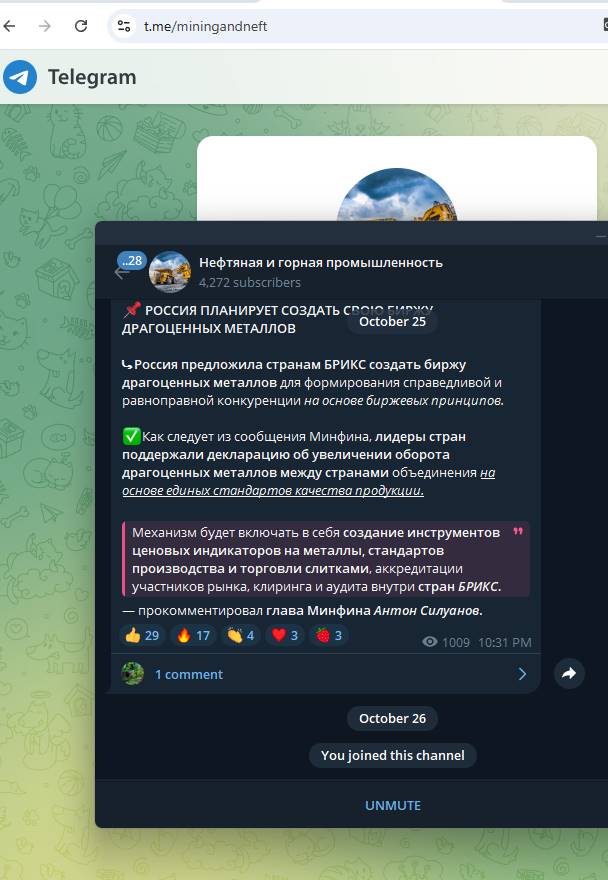 t.me/miningandneft
Telegram
..28
Нефтяная и горная промышленность
4,272 subscribers
📌 РОССИЯ ПЛАНИРУЕТ СОЗДАТЬ СВОЮ БИРЖУ
ДРАГОЦЕННЫХ МЕТАЛЛОВ
October 25
⤷Россия предложила странам БРИКС создать биржу
драгоценных металлов для формирования справедливой и
равноправной конкуренции на основе биржевых принципов.
✅Как следует из сообщения Минфина, лидеры стран
поддержали декларацию об увеличении оборота
драгоценных металлов между странами объединения на
основе единых стандартов качества продукции.
Механизм будет включать в себя создание инструментов
ценовых индикаторов на металлы, стандартов
производства и торговли слитками, аккредитации
участников рынка, клиринга и аудита внутри стран БРИКС.
— прокомментировал глава Минфина Антон Силуанов.
👍 29 🔥 17 👏 4 ❤️ 3 🍓 3
1009 10:31 PM
1 comment
October 26
You joined this channel
UNMUTE